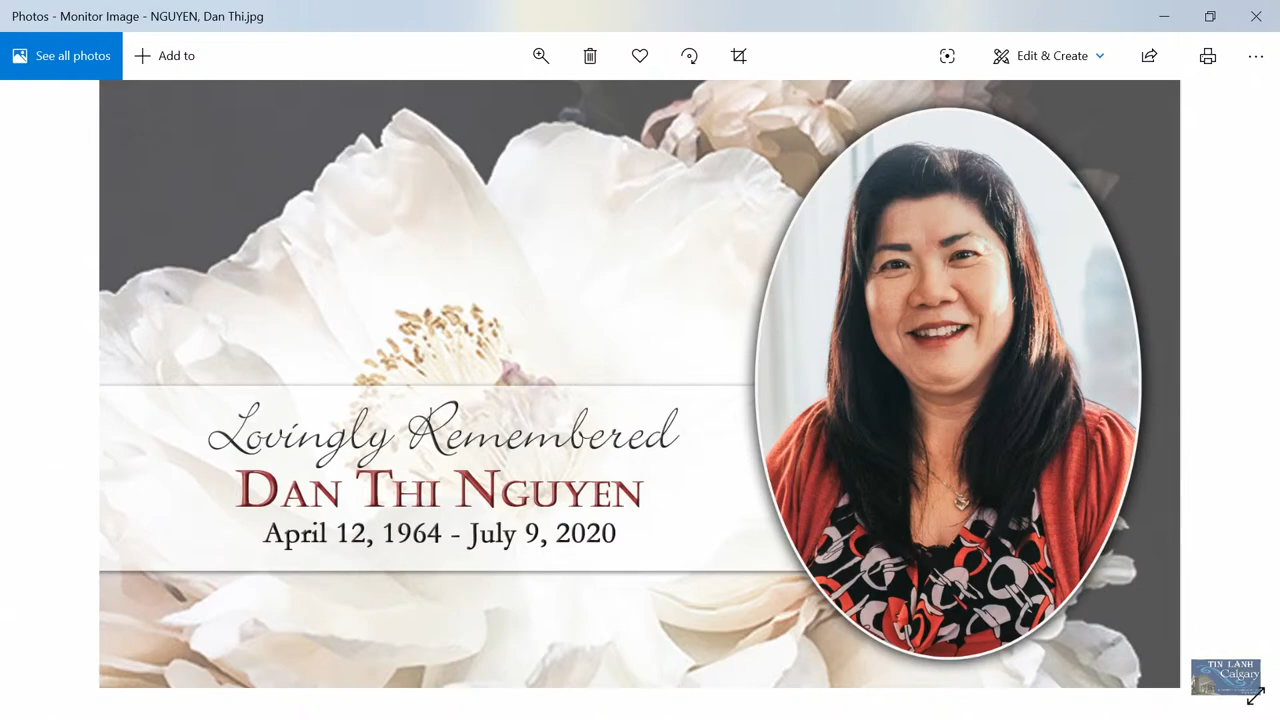 Photos - Monitor Image - NGUYEN, Dan Thi.jpg
See all photos
Add to
Edit & Create
Lovingly Remembered
DAN THI NGUYEN
April 12, 1964 - July 9, 2020
TIN LANH
Calgary